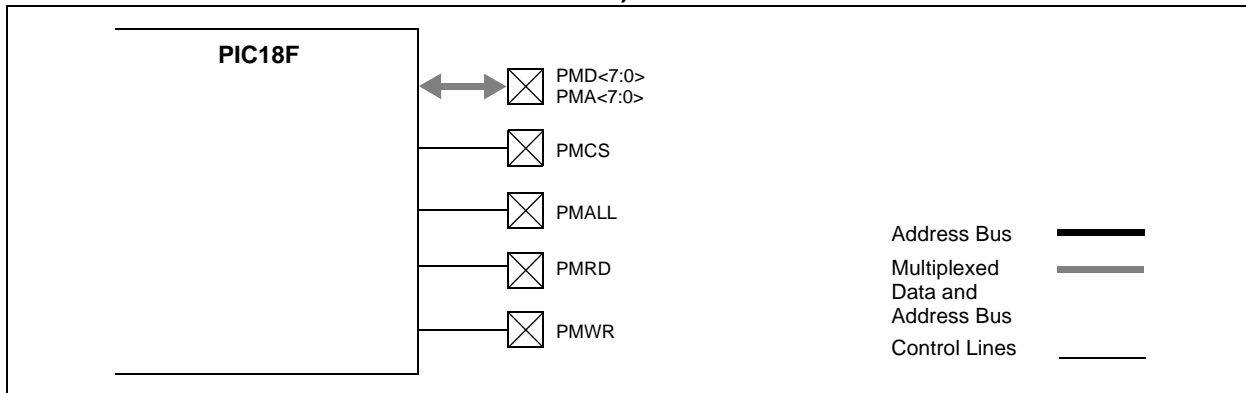 PIC18F
PMD<7:0>
PMA<7:0>
PMCS
PMALL
PMRD
PMWR
Address Bus
Multiplexed
Data and
Address Bus
Control Lines